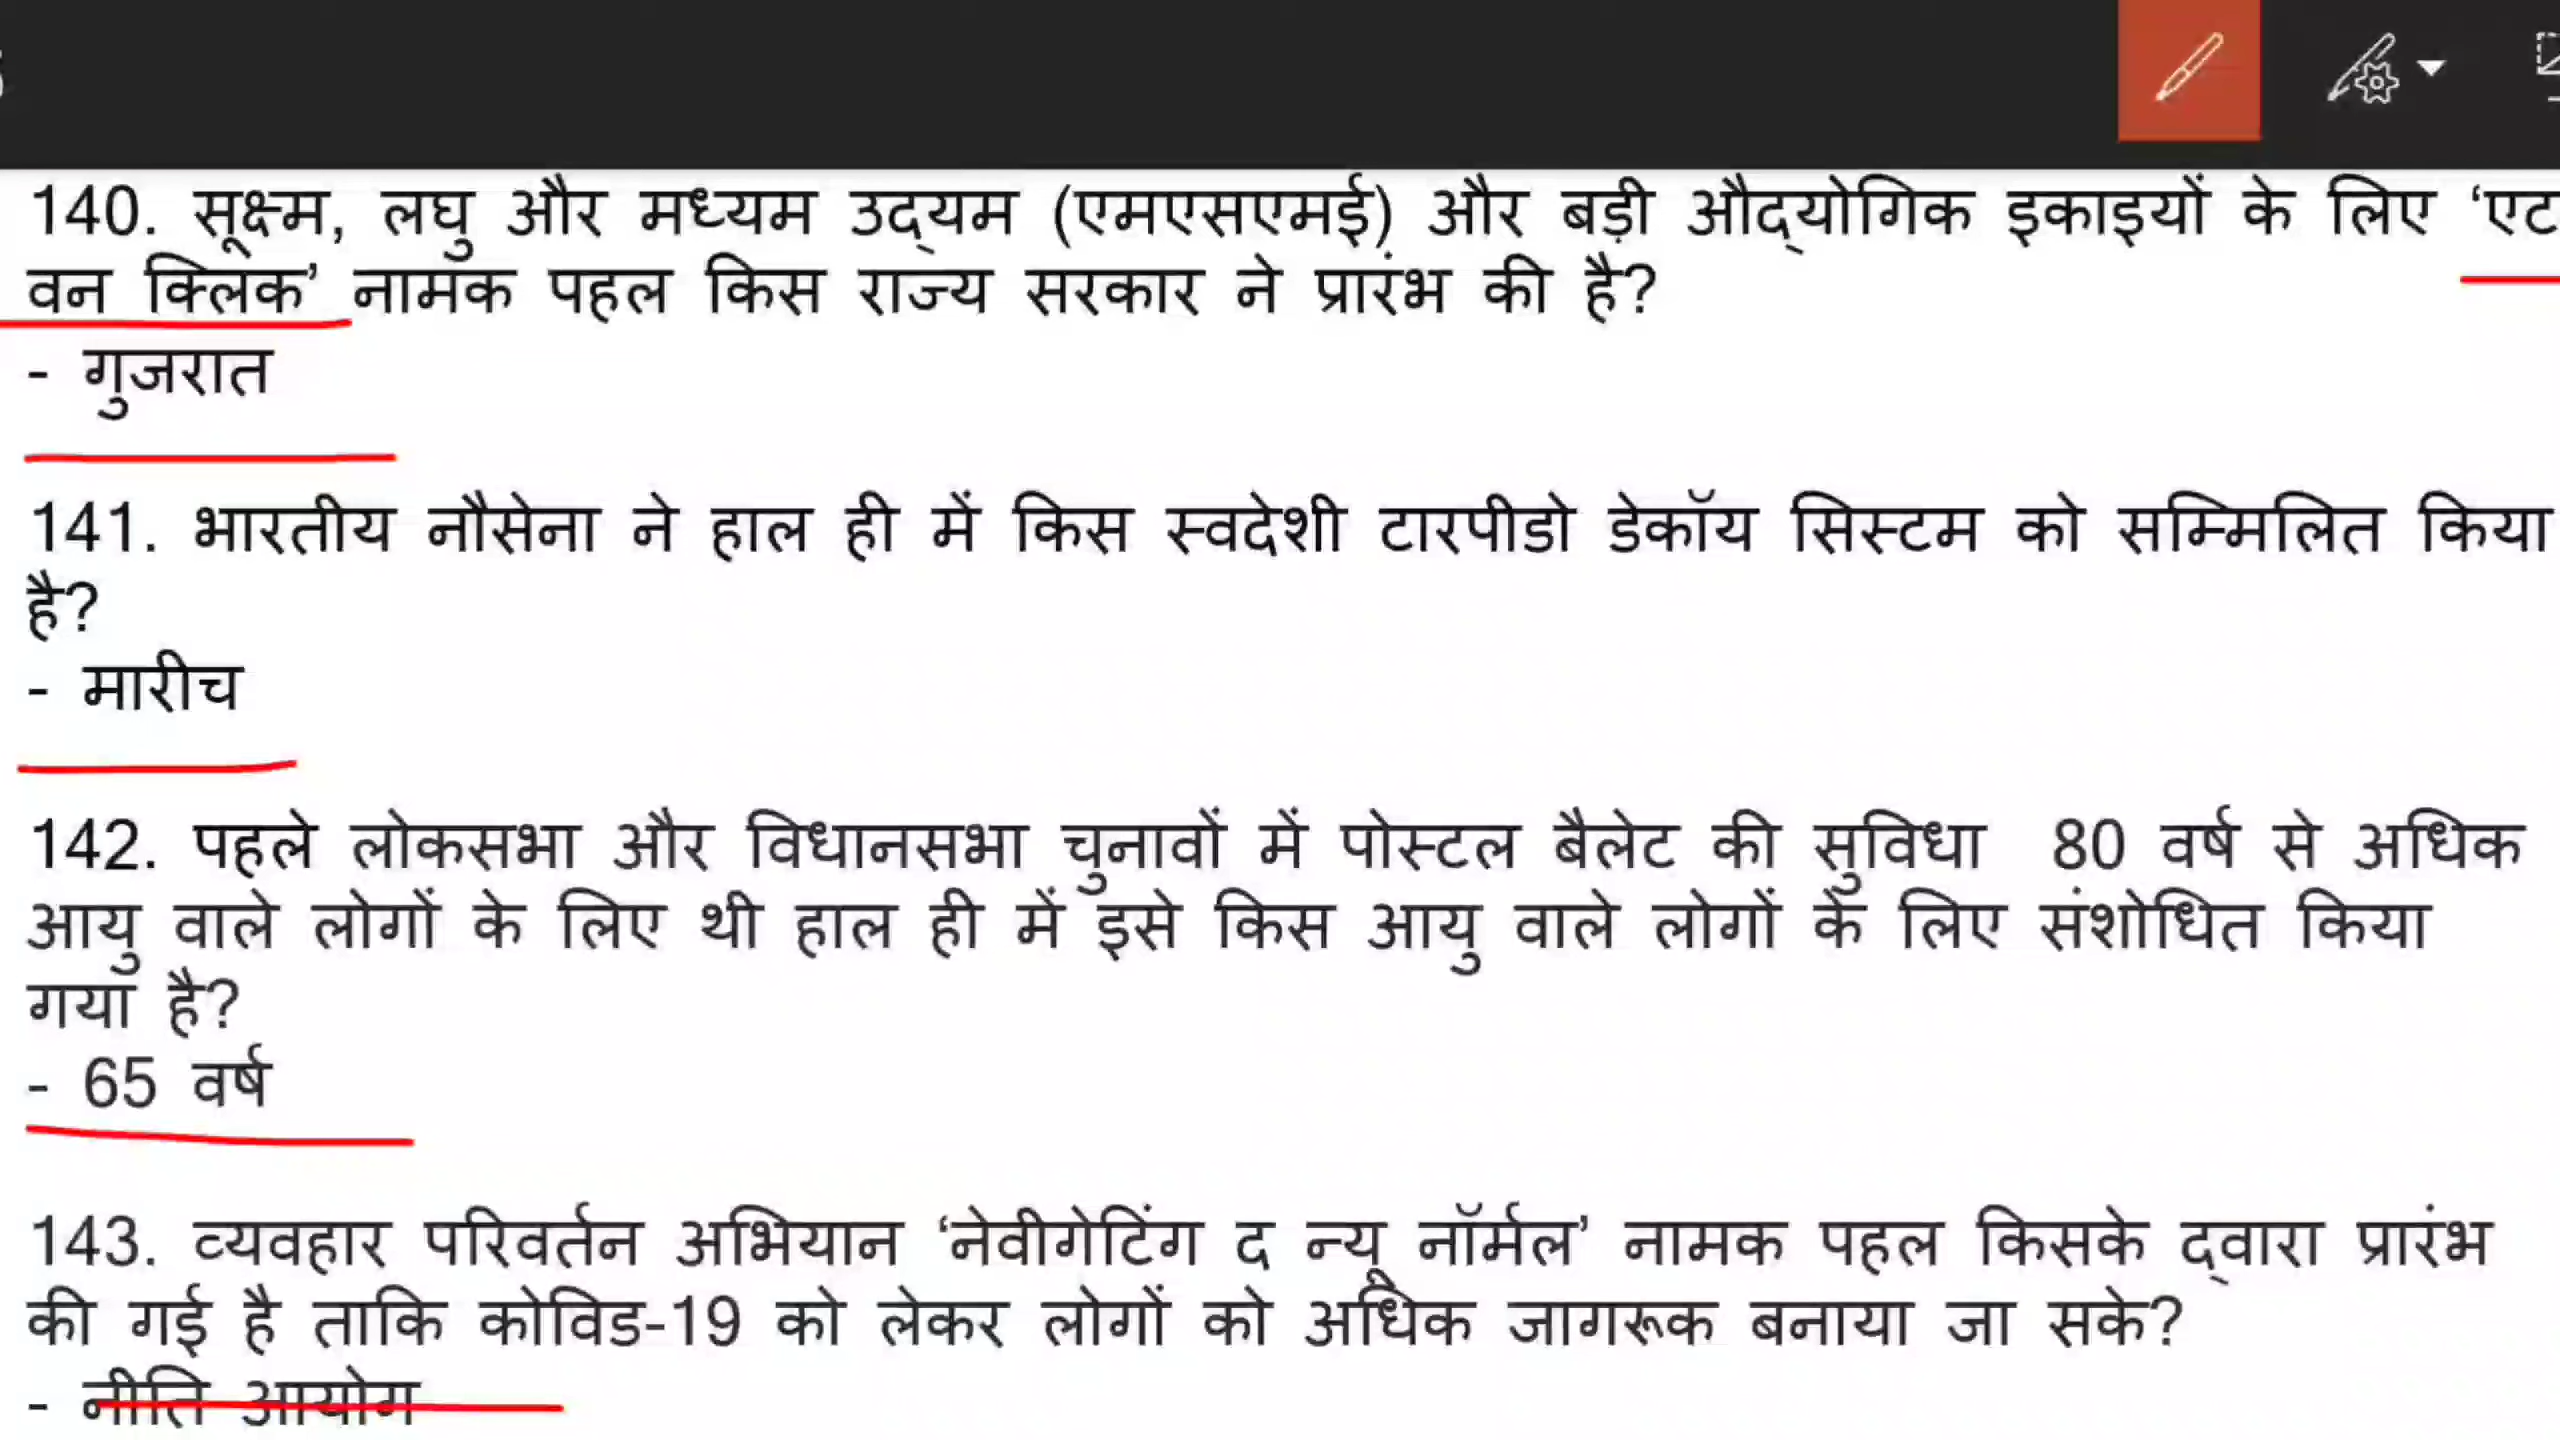 140. सूक्ष्म, लघु और मध्यम उद्यम (एमएसएमई) और बड़ी औद्योगिक इकाइयों के लिए ‘एट
वन क्लिक’ नामक पहल किस राज्य सरकार ने प्रारंभ की है?
- गुजरात
141. भारतीय नौसेना ने हाल ही में किस स्वदेशी टारपीडो डेकॉय सिस्टम को सम्मिलित किया
है?
- मारीच
142. पहले लोकसभा और विधानसभा चुनावों में पोस्टल बैलेट की सुविधा 80 वर्ष से अधिक
आयु वाले लोगों के लिए थी हाल ही में इसे किस आयु वाले लोगों के लिए संशोधित किया
गया है?
- 65 वर्ष
143. व्यवहार परिवर्तन अभियान ‘नेवीगेटिंग द न्यू नॉर्मल’ नामक पहल किसके द्वारा प्रारंभ
की गई है ताकि कोविड-19 को लेकर लोगों को अधिक जागरूक बनाया जा सके?
- नीति आयोग